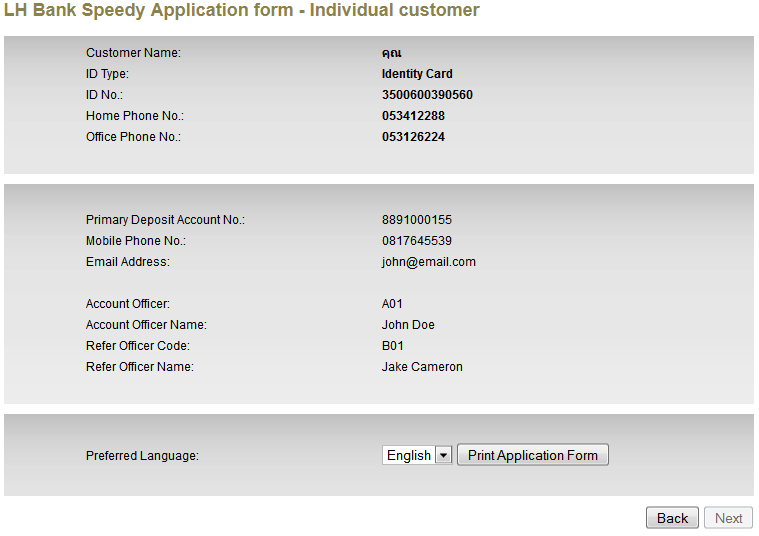 LH Bank Speedy Application form - Individual customer
Customer Name: คุณ
ID Type: Identity Card
ID No.: 3500600390560
Home Phone No.: 053412288
Office Phone No.: 053126224
Primary Deposit Account No.: 8891000155
Mobile Phone No.: 0817645539
Email Address: john@email.com
Account Officer: A01
Account Officer Name: John Doe
Refer Officer Code: B01
Refer Officer Name: Jake Cameron
Preferred Language: English Print Application Form
Back Next